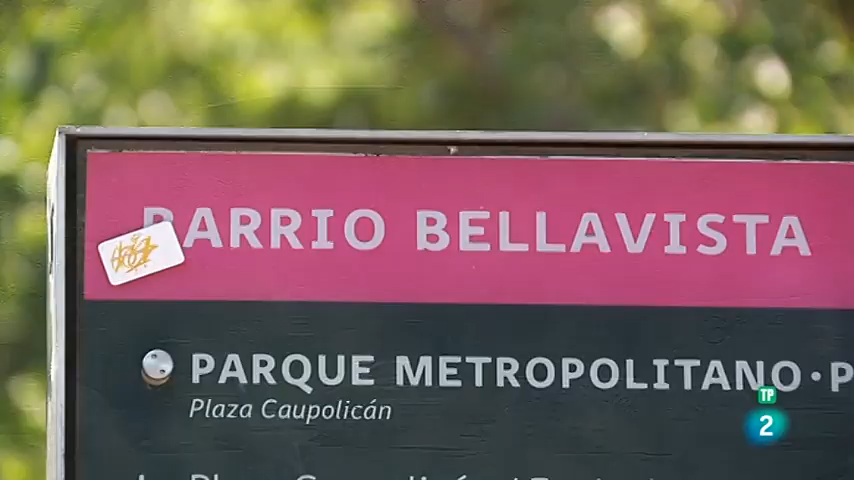 BARRIO BELLAVISTA
PARQUE METROPOLITANO · P
Plaza Caupolicán
TP
2